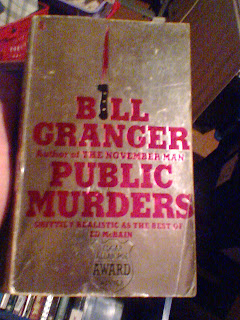 BILL
GRANGER
Author of THE NOVEMBER MAN
PUBLIC
MURDERS
GRITTILY REALISTIC AS THE BEST OF
ED McBAIN
AWARD